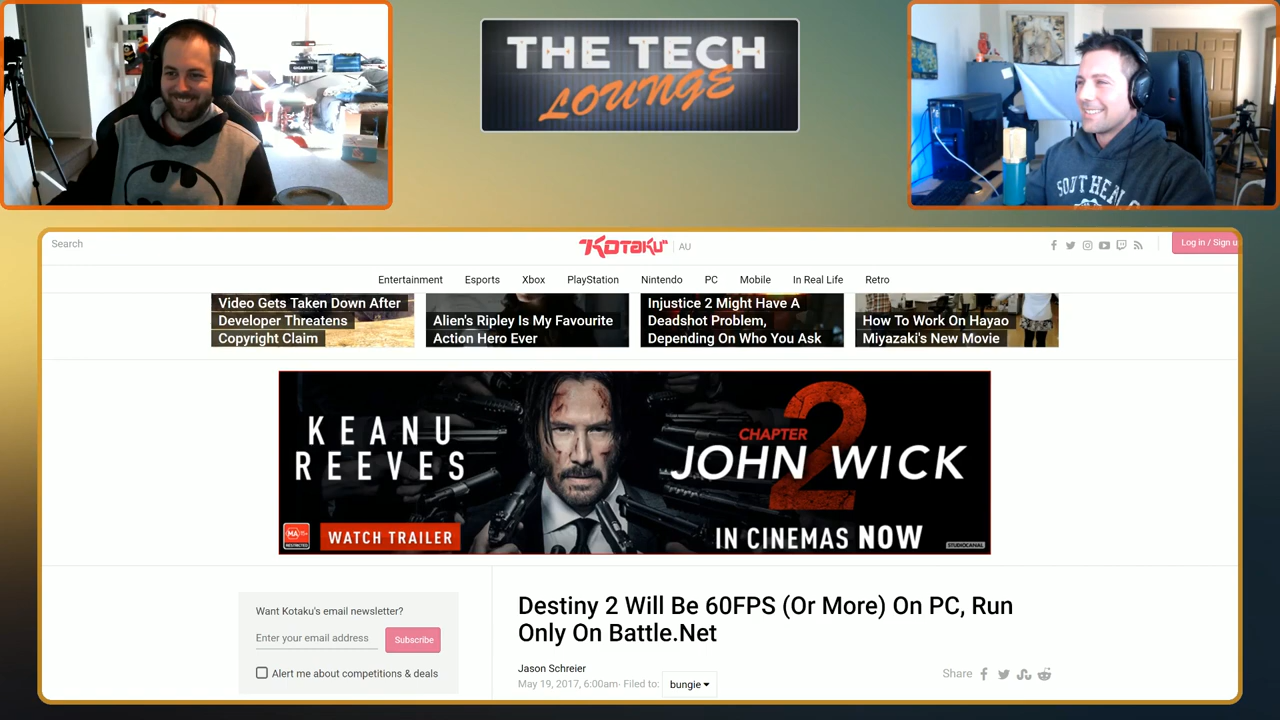 THE TECH
LOUNGE
SOUTHERN C
Search
KOTAKU AU
Log in / Sign u
Entertainment Esports Xbox PlayStation Nintendo PC Mobile In Real Life Retro
Video Gets Taken Down After
Developer Threatens
Copyright Claim
Alien's Ripley Is My Favourite
Action Hero Ever
Injustice 2 Might Have A
Deadshot Problem,
Depending On Who You Ask
How To Work On Hayao
Miyazaki's New Movie
KEANU
REEVES
CHAPTER 2
JOHN WICK
MA
RESTRICTED
WATCH TRAILER
IN CINEMAS NOW
STUDIOCANAL
Want Kotaku's email newsletter?
Enter your email address
Subscribe
Alert me about competitions & deals
Destiny 2 Will Be 60FPS (Or More) On PC, Run
Only On Battle.Net
Jason Schreier
May 19, 2017, 6:00am· Filed to: bungie
Share